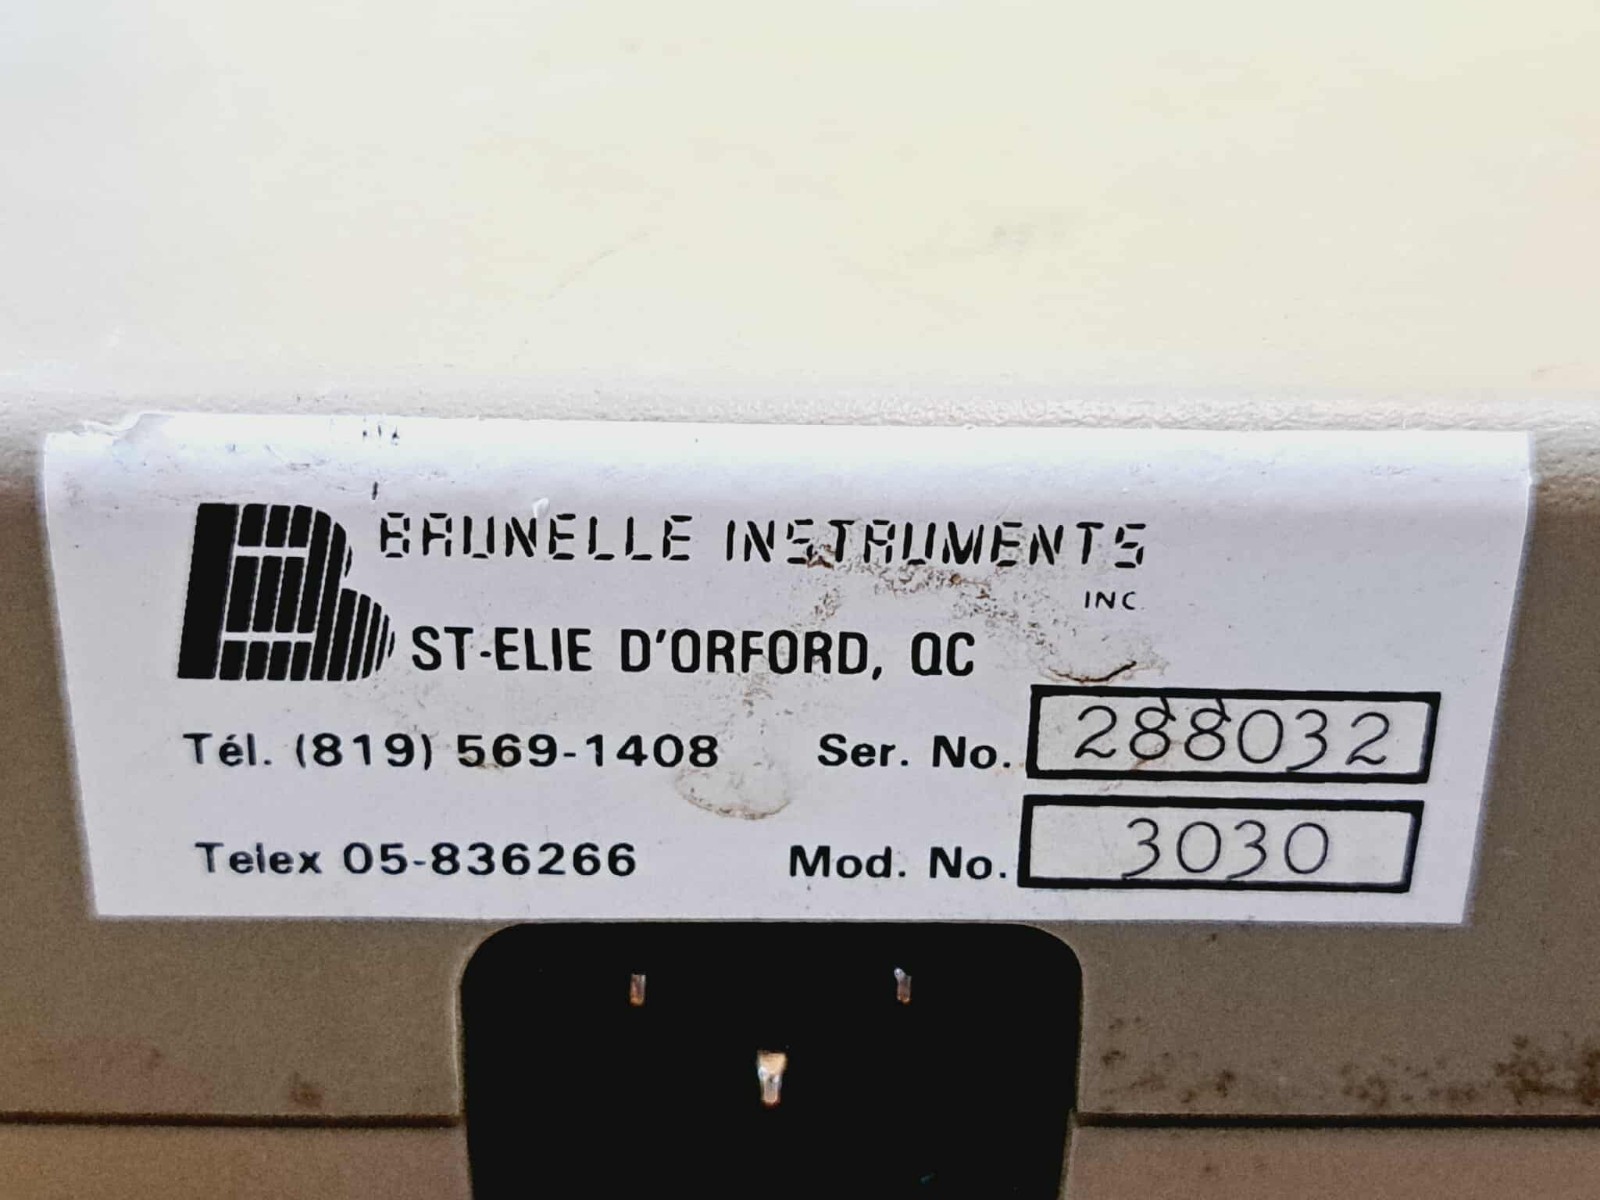 BRUNELLE INSTRUMENTS
INC.
ST-ELIE D'ORFORD, QC
Tél. (819) 569-1408 Ser. No. 288032
Telex 05-836266 Mod. No. 3030